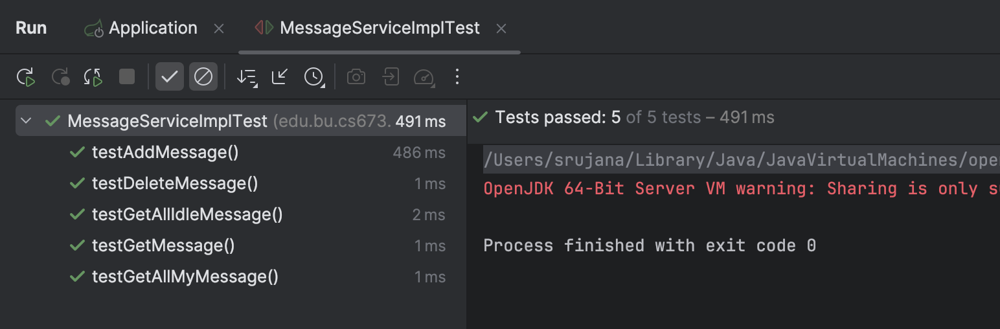 Run Application MessageServiceImplTest
MessageServiceImplTest (edu.bu.cs673. 491 ms
testAddMessage() 486 ms
testDeleteMessage() 1 ms
testGetAllIdleMessage() 2 ms
testGetMessage() 1 ms
testGetAllMyMessage() 1 ms
Tests passed: 5 of 5 tests – 491 ms
/Users/srujana/Library/Java/JavaVirtualMachines/ope
OpenJDK 64-Bit Server VM warning: Sharing is only s
Process finished with exit code 0